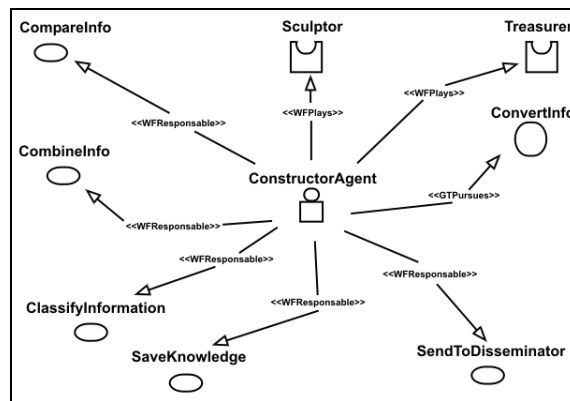 CompareInfo
Sculptor
Treasurer
<<WFPlays>>
<<WFPlays>>
<<WFResponsable>>
ConvertInfo
CombineInfo
ConstructorAgent
<<GTPursues>>
<<WFResponsable>>
<<WFResponsable>>
<<WFResponsable>>
<<WFResponsable>>
ClassifyInformation
SaveKnowledge
SendToDisseminator